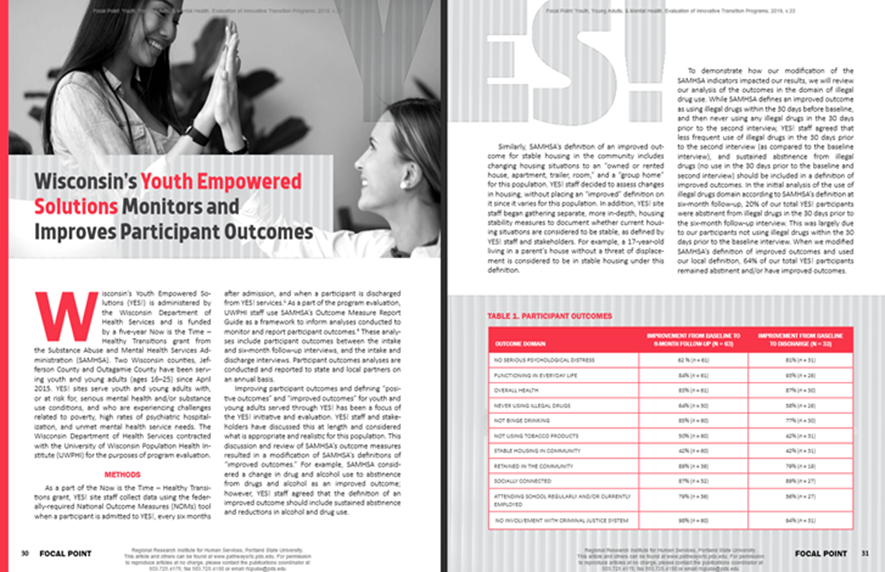 Focal Point: Youth, Young Adults, & Mental Health. Evaluation of Innovative Transition Programs, 2019, v.33
Wisconsin's Youth Empowered
Solutions Monitors and
Improves Participant Outcomes
Wisconsin's Youth Empowered So-
lutions (YES!) is administered by
the Wisconsin Department of
Health Services and is funded
by a five-year Now is the Time –
Healthy Transitions grant from
the Substance Abuse and Mental Health Services Ad-
ministration (SAMHSA). Two Wisconsin counties, Jef-
ferson County and Outagamie County have been serv-
ing youth and young adults (ages 16–25) since April
2015. YES! sites serve youth and young adults with,
or at risk for, serious mental health and/or substance
use conditions, and who are experiencing challenges
related to poverty, high rates of psychiatric hospital-
ization, and unmet mental health service needs. The
Wisconsin Department of Health Services contracted
with the University of Wisconsin Population Health In-
stitute (UWPHI) for the purposes of program evaluation.
METHODS
As a part of the Now is the Time – Healthy Transi-
tions grant, YES! site staff collect data using the feder-
ally-required National Outcome Measures (NOMs) tool
when a participant is admitted to YES!, every six months
after admission, and when a participant is discharged
from YES! services. As a part of the program evaluation,
UWPHI staff use SAMHSA's Outcome Measure Report
Guide as a framework to inform analyses conducted to
monitor and report participant outcomes. These analy-
ses include participant outcomes between the intake
and six-month follow-up interviews, and the intake and
discharge interviews. Participant outcomes analyses are
conducted and reported to state and local partners on
an annual basis.
Improving participant outcomes and defining "posi-
tive outcomes" and "improved outcomes" for youth and
young adults served through YES! has been a focus of
the YES! initiative and evaluation. YES! staff and stake-
holders have discussed this at length and considered
what is appropriate and realistic for this population. This
discussion and review of SAMHSA's outcome measures
resulted in a modification of SAMHSA's definitions of
"improved outcomes." For example, SAMHSA consid-
ered a change in drug and alcohol use to abstinence
from drugs and alcohol as an improved outcome;
however, YES! staff agreed that the definition of an
improved outcome should include sustained abstinence
and reductions in alcohol and drug use.
30 FOCAL POINT
Regional Research Institute for Human Services, Portland State University.
This article and others can be found at www.pathwaysrtc.pdx.edu. For permission
to reproduce articles at no charge, please contact the publications coordinator at
503.725.4175, fax 503.725.4180 or email rtcpubs@pdx.edu
Focal Point: Youth, Young Adults, & Mental Health. Evaluation of Innovative Transition Programs, 2019, v.33
ES!
Similarly, SAMHSA's definition of an improved out-
come for stable housing in the community includes
changing housing situations to an "owned or rented
house, apartment, trailer, room," and a "group home"
for this population. YES! staff decided to assess changes
in housing, without placing an "improved" definition on
it since it varies for this population. In addition, YES! site
staff began gathering separate, more in-depth, housing
stability measures to document whether current hous-
ing situations are considered to be stable, as defined by
YES! staff and stakeholders. For example, a 17-year-old
living in a parent's house without a threat of displace-
ment is considered to be in stable housing under this
definition.
To demonstrate how our modification of the
SAMHSA indicators impacted our results, we will review
our analysis of the outcomes in the domain of illegal
drug use. While SAMHSA defines an improved outcome
as using illegal drugs within the 30 days before baseline,
and then never using any illegal drugs in the 30 days
prior to the second interview, YES! staff agreed that
less frequent use of illegal drugs in the 30 days prior
to the second interview (as compared to the baseline
interview), and sustained abstinence from illegal
drugs (no use in the 30 days prior to the baseline and
second interview) should be included in a definition of
improved outcomes. In the initial analysis of the use of
illegal drugs domain according to SAMHSA's definition at
six-month follow-up, 20% of our total YES! participants
were abstinent from illegal drugs in the 30 days prior to
the six-month follow-up interview. This was largely due
to our participants not using illegal drugs within the 30
days prior to the baseline interview. When we modified
SAMHSA's definition of improved outcomes and used
our local definition, 64% of our total YES! participants
remained abstinent and/or have improved outcomes.
TABLE 1. PARTICIPANT OUTCOMES
OUTCOME DOMAIN IMPROVEMENT FROM BASELINE TO 6-MONTH FOLLOW-UP (N = 63) IMPROVEMENT FROM BASELINE TO DISCHARGE (N = 33)
NO SERIOUS PSYCHOLOGICAL DISTRESS 62 % (n = 61) 81% (n = 31)
FUNCTIONING IN EVERYDAY LIFE 84% (n = 61) 93% (n = 28)
OVERALL HEALTH 83% (n = 61) 87% (n = 30)
NEVER USING ILLEGAL DRUGS 64% (n = 50) 58% (n = 26)
NOT BINGE DRINKING 85% (n = 60) 77% (n = 30)
NOT USING TOBACCO PRODUCTS 50% (n = 60) 42% (n = 31)
STABLE HOUSING IN COMMUNITY 42% (n = 60) 42% (n = 31)
RETAINED IN THE COMMUNITY 89% (n = 38) 79% (n = 19)
SOCIALLY CONNECTED 87% (n = 52) 89% (n = 27)
ATTENDING SCHOOL REGULARLY AND/OR CURRENTLY EMPLOYED 79% (n = 56) 56% (n = 27)
NO INVOLVEMENT WITH CRIMINAL JUSTICE SYSTEM 98% (n = 60) 94% (n = 31)
Regional Research Institute for Human Services, Portland State University.
This article and others can be found at www.pathwaysrtc.pdx.edu. For permission
to reproduce articles at no charge, please contact the publications coordinator at
503.725.4175, fax 503.725.4180 or email rtcpubs@pdx.edu
FOCAL POINT 31